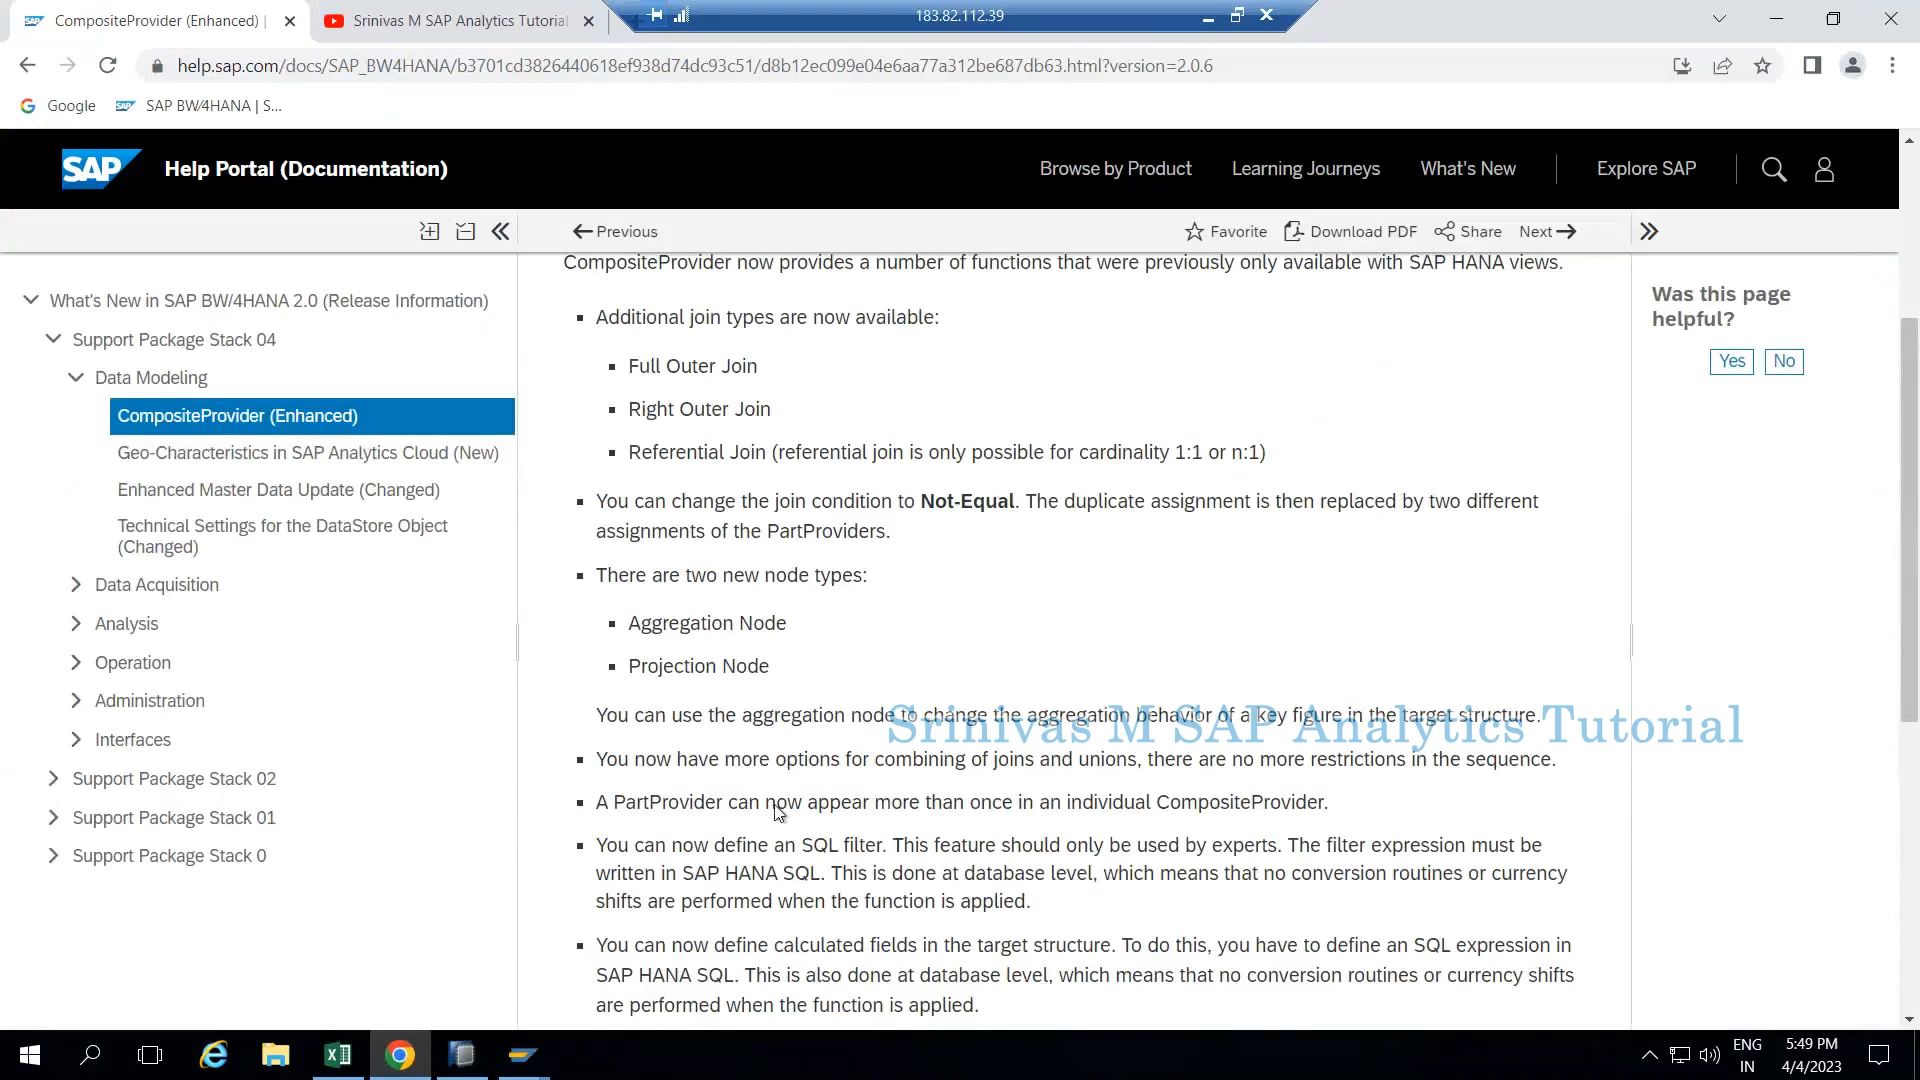 CompositeProvider (Enhanced) |
Srinivas M SAP Analytics Tutorial
183.82.112.39
help.sap.com/docs/SAP_BW4HANA/b3701cd3826440618ef938d74dc93c51/d8b12ec099e04e6aa77a312be687db63.html?version=2.0.6
Google
SAP BW/4HANA | S...
SAP
Help Portal (Documentation)
Browse by Product
Learning Journeys
What's New
Explore SAP
Previous
Favorite
Download PDF
Share
Next
What's New in SAP BW/4HANA 2.0 (Release Information)
Support Package Stack 04
Data Modeling
CompositeProvider (Enhanced)
Geo-Characteristics in SAP Analytics Cloud (New)
Enhanced Master Data Update (Changed)
Technical Settings for the DataStore Object
(Changed)
Data Acquisition
Analysis
Operation
Administration
Interfaces
Support Package Stack 02
Support Package Stack 01
Support Package Stack 0
CompositeProvider now provides a number of functions that were previously only available with SAP HANA views.
Additional join types are now available:
Full Outer Join
Right Outer Join
Referential Join (referential join is only possible for cardinality 1:1 or n:1)
You can change the join condition to Not-Equal. The duplicate assignment is then replaced by two different
assignments of the PartProviders.
There are two new node types:
Aggregation Node
Projection Node
You can use the aggregation node to change the aggregation behavior of a key figure in the target structure.
Srinivas M SAP Analytics Tutorial
You now have more options for combining of joins and unions, there are no more restrictions in the sequence.
A PartProvider can now appear more than once in an individual CompositeProvider.
You can now define an SQL filter. This feature should only be used by experts. The filter expression must be
written in SAP HANA SQL. This is done at database level, which means that no conversion routines or currency
shifts are performed when the function is applied.
You can now define calculated fields in the target structure. To do this, you have to define an SQL expression in
SAP HANA SQL. This is also done at database level, which means that no conversion routines or currency shifts
are performed when the function is applied.
Was this page
helpful?
Yes
No
ENG
IN
5:49 PM
4/4/2023